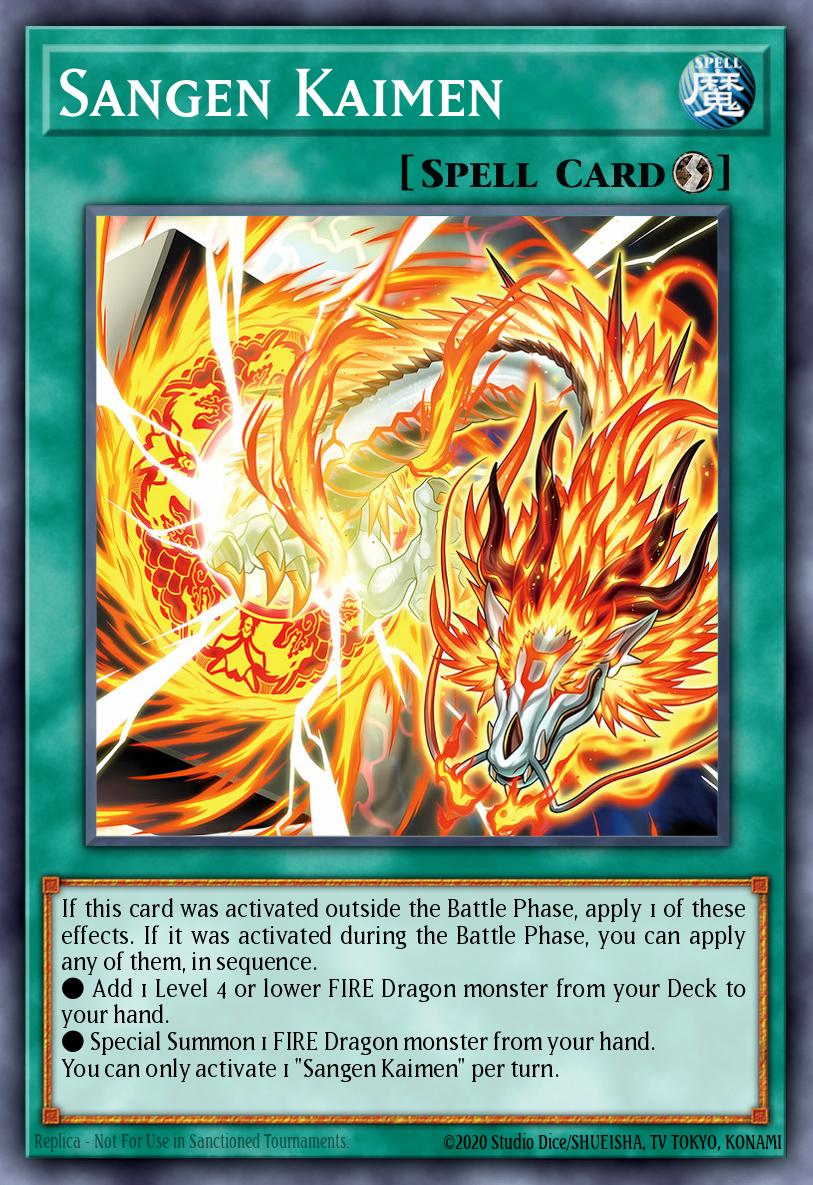 Sangen Kaimen
SPELL
魔
[Spell Card]
If this card was activated outside the Battle Phase, apply 1 of these
effects. If it was activated during the Battle Phase, you can apply
any of them, in sequence.
● Add 1 Level 4 or lower FIRE Dragon monster from your Deck to
your hand.
● Special Summon 1 FIRE Dragon monster from your hand.
You can only activate 1 "Sangen Kaimen" per turn.
Replica - Not For Use in Sanctioned Tournaments.
©2020 Studio Dice/SHUEISHA, TV TOKYO, KONAMI